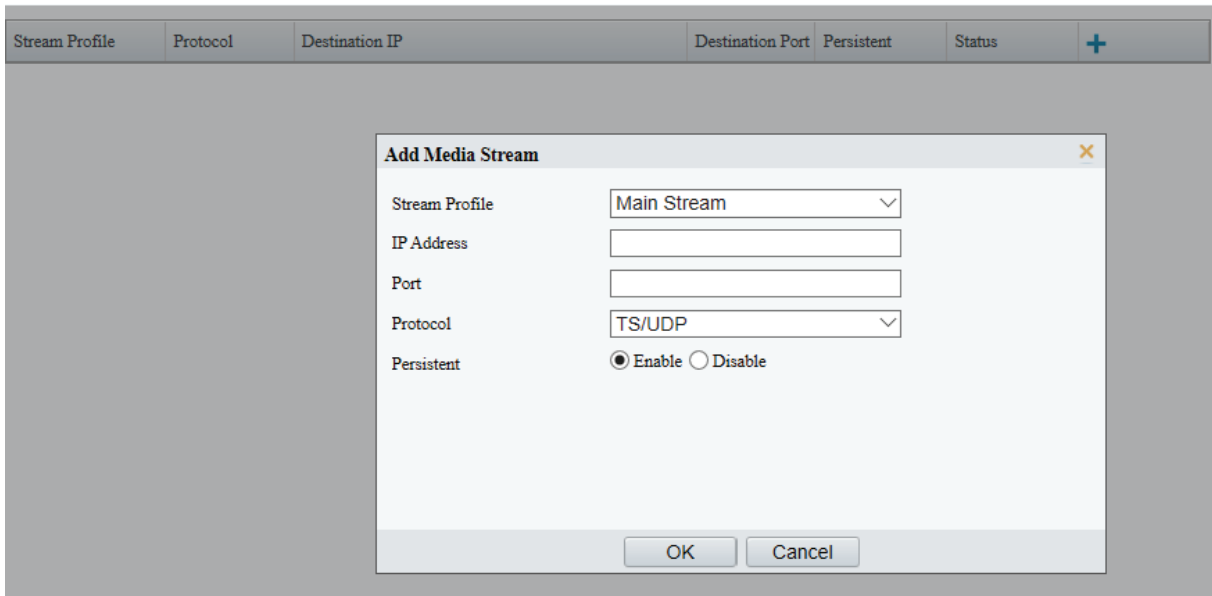 Stream Profile Protocol Destination IP Destination Port Persistent Status
Add Media Stream
Stream Profile Main Stream
IP Address
Port
Protocol TS/UDP
Persistent Enable Disable
OK Cancel